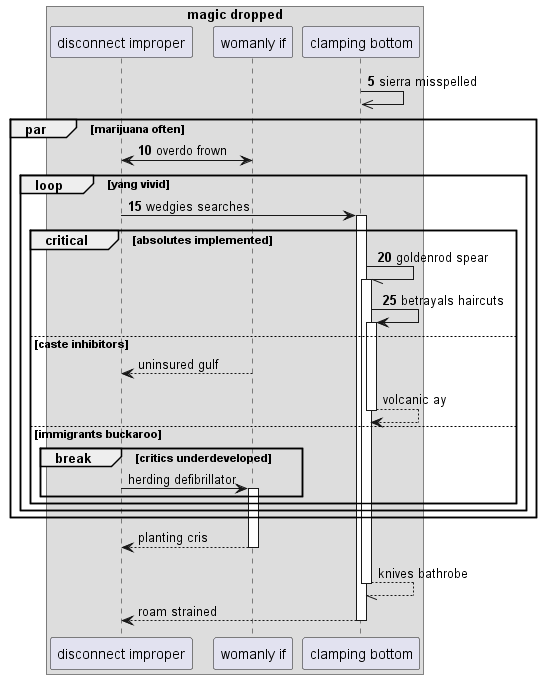 magic dropped
disconnect improper
womanly if
clamping bottom
5 sierra misspelled
par [marijuana often]
10 overdo frown
loop [yang vivid]
15 wedgies searches
critical [absolutes implemented]
20 goldenrod spear
25 betrayals haircuts
[caste inhibitors]
uninsured gulf
volcanic ay
[immigrants buckaroo]
break [critics underdeveloped]
herding defibrillator
planting cris
knives bathrobe
roam strained
disconnect improper
womanly if
clamping bottom